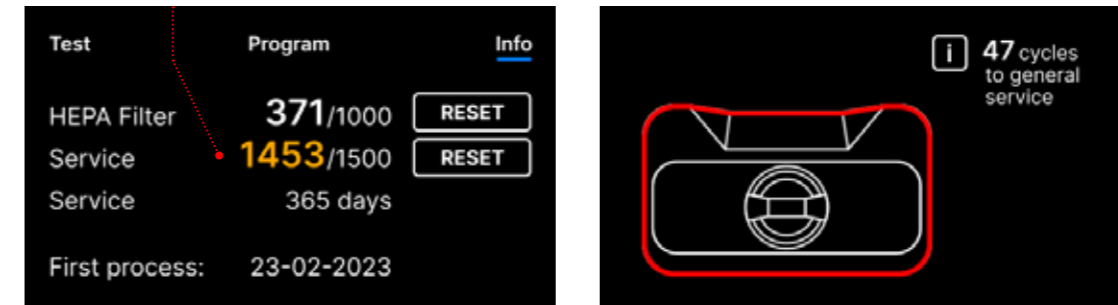 Test Program Info
HEPA Filter 371/1000 RESET
Service 1453/1500 RESET
Service 365 days
First process: 23-02-2023
i 47 cycles
to general
service